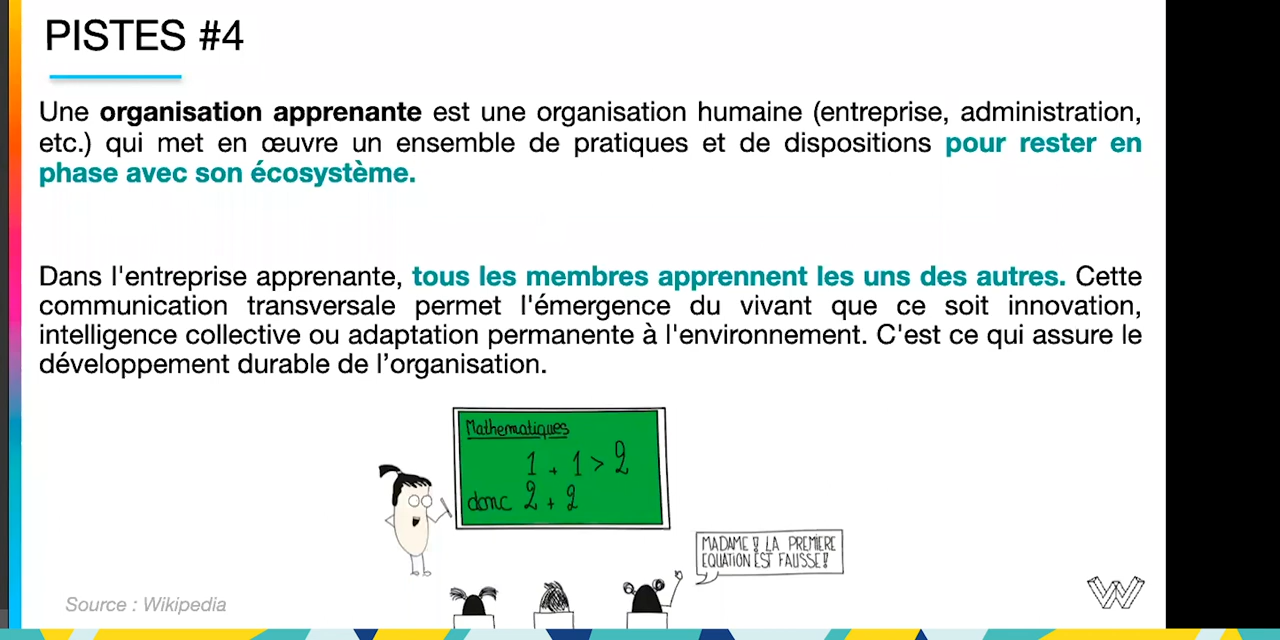 PISTES #4
Une organisation apprenante est une organisation humaine (entreprise, administration,
etc.) qui met en œuvre un ensemble de pratiques et de dispositions pour rester en
phase avec son écosystème.
Dans l'entreprise apprenante, tous les membres apprennent les uns des autres. Cette
communication transversale permet l'émergence du vivant que ce soit innovation,
intelligence collective ou adaptation permanente à l'environnement. C'est ce qui assure le
développement durable de l’organisation.
Mathematiques
1 + 1 > 2
donc 2 + 2
MADAME ! LA PREMIERE
EQUATION EST FAUSSE !
Source : Wikipedia
W